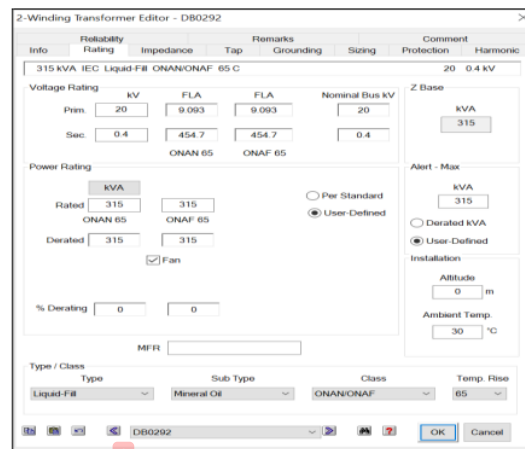 2-Winding Transformer Editor - DB0292
Reliability Remarks Comment
Info Rating Impedance Tap Grounding Sizing Protection Harmonic
315 kVA IEC Liquid-Fill ONAN/ONAF 65 C 20 0.4 kV
Voltage Rating Z Base
kV FLA FLA Nominal Bus kV
kVA
Prim. 20 9.093 9.093 20
315
Sec. 0.4 454.7 454.7 0.4
ONAN 65 ONAF 65
Power Rating Alert - Max
kVA kVA
Rated 315 315 Per Standard 315
ONAN 65 ONAF 65 User-Defined
Derated kVA
Derated 315 315 User-Defined
Fan Installation
Altitude
0 m
% Derating 0 0
Ambient Temp.
30 °C
MFR
Type / Class
Type Sub Type Class Temp. Rise
Liquid-Fill Mineral Oil ONAN/ONAF 65
DB0292 ? OK Cancel